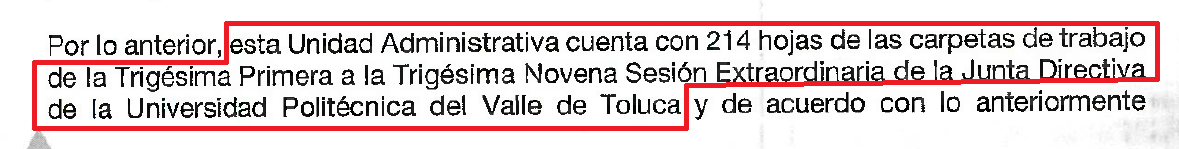 Por lo anterior, esta Unidad Administrativa cuenta con 214 hojas de las carpetas de trabajo
de la Trigésima Primera a la Trigésima Novena Sesión Extraordinaria de la Junta Directiva
de la Universidad Politécnica del Valle de Toluca y de acuerdo con lo anteriormente